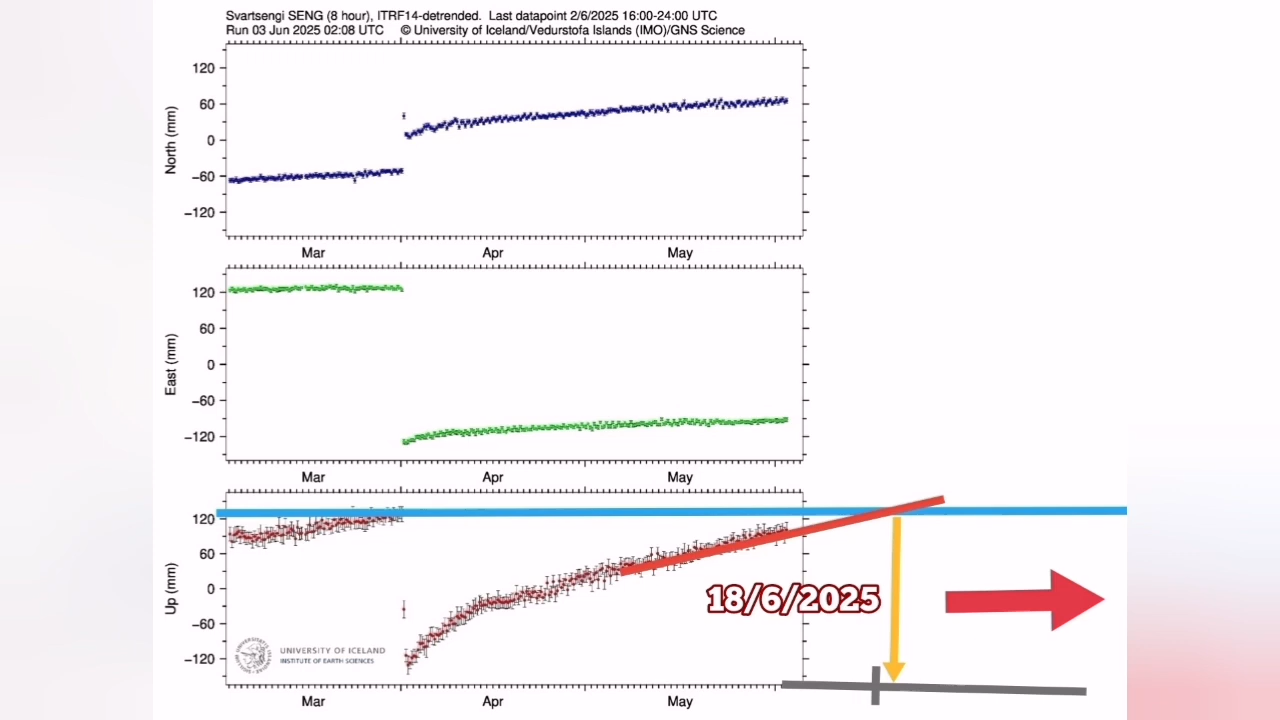 Svartsengi SENG (8 hour), ITRF14-detrended. Last datapoint 2/6/2025 16:00-24:00 UTC
Run 03 Jun 2025 02:08 UTC © University of Iceland/Vedurstofa Islands (IMO)/GNS Science
North (mm)
120
60
0
−60
−120
Mar Apr May
East (mm)
120
60
0
−60
−120
Mar Apr May
Up (mm)
120
60
0
−60
−120
18/6/2025
UNIVERSITY OF ICELAND
INSTITUTE OF EARTH SCIENCES
Mar Apr May